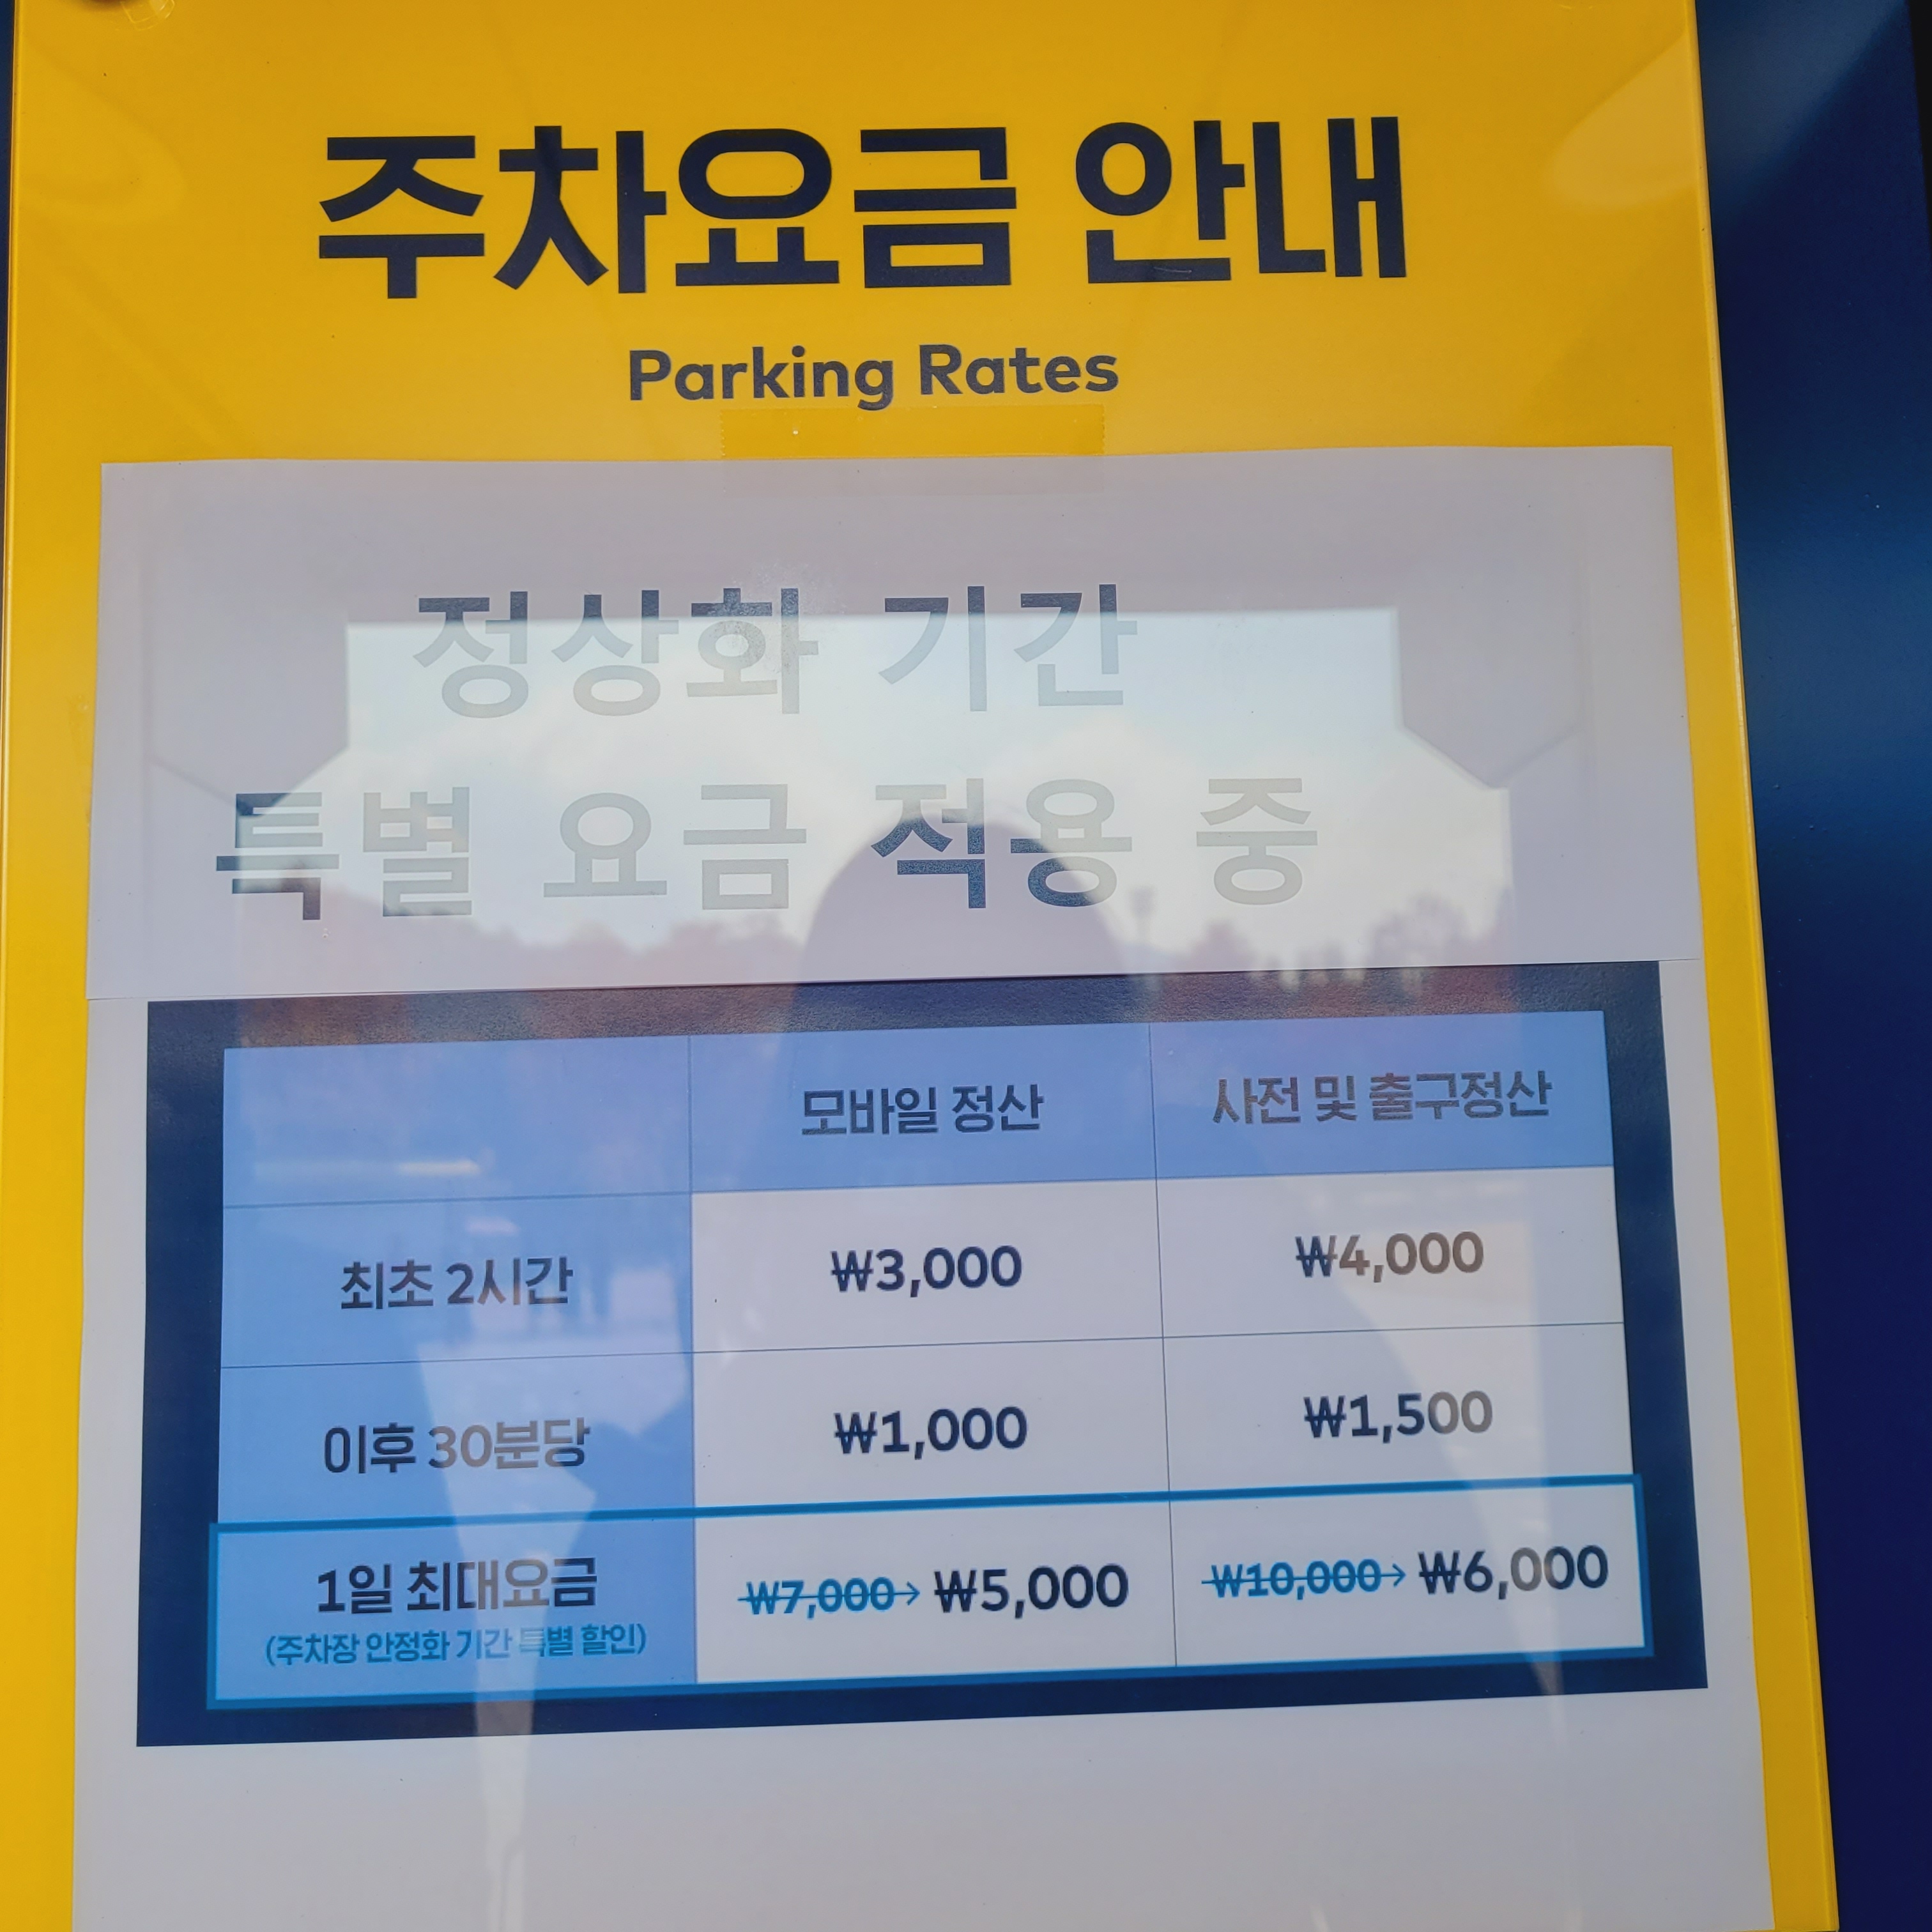 주차요금 안내
Parking Rates
정상화 기간
특별 요금 적용 중
모바일 정산 사전 및 출구정산
최초 2시간 ₩3,000 ₩4,000
이후 30분당 ₩1,000 ₩1,500
1일 최대요금 ₩7,000→ ₩5,000 ₩10,000→ ₩6,000
(주차장 안정화 기간 특별 할인)